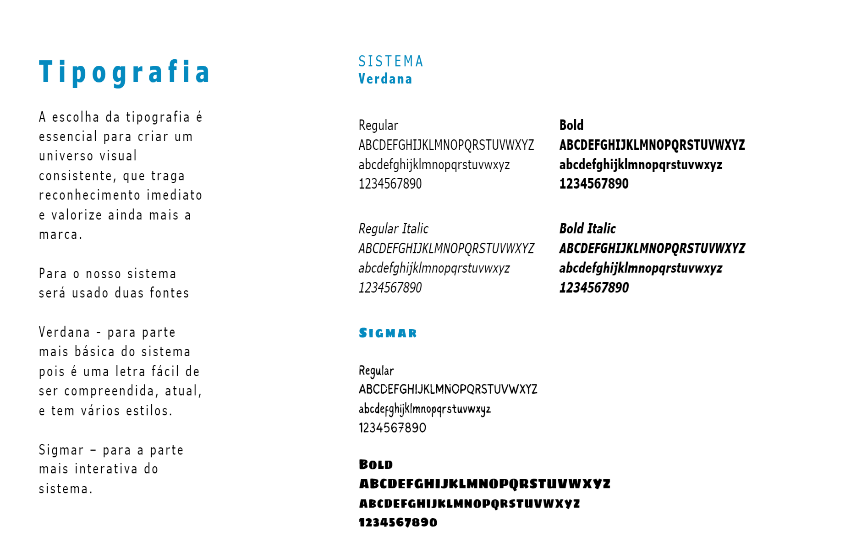 Tipografia
A escolha da tipografia é
essencial para criar um
universo visual
consistente, que traga
reconhecimento imediato
e valorize ainda mais a
marca.
Para o nosso sistema
será usado duas fontes
Verdana - para parte
mais básica do sistema
pois é uma letra fácil de
ser compreendida, atual,
e tem vários estilos.
Sigmar – para a parte
mais interativa do
sistema.
SISTEMA
Verdana
Regular
ABCDEFGHIJKLMNOPQRSTUVWXYZ
abcdefghijklmnopqrstuvwxyz
1234567890
Bold
ABCDEFGHIJKLMNOPQRSTUVWXYZ
abcdefghijklmnopqrstuvwxyz
1234567890
Regular Italic
ABCDEFGHIJKLMNOPQRSTUVWXYZ
abcdefghijklmnopqrstuvwxyz
1234567890
Bold Italic
ABCDEFGHIJKLMNOPQRSTUVWXYZ
abcdefghijklmnopqrstuvwxyz
1234567890
SIGMAR
Regular
ABCDEFGHIJKLMNOPQRSTUVWXYZ
abcdefghijklmnopqrstuvwxyz
1234567890
BOLD
ABCDEFGHIJKLMNOPQRSTUVWXYZ
ABCDEFGHIJKLMNOPQRSTUVWXYZ
1234567890